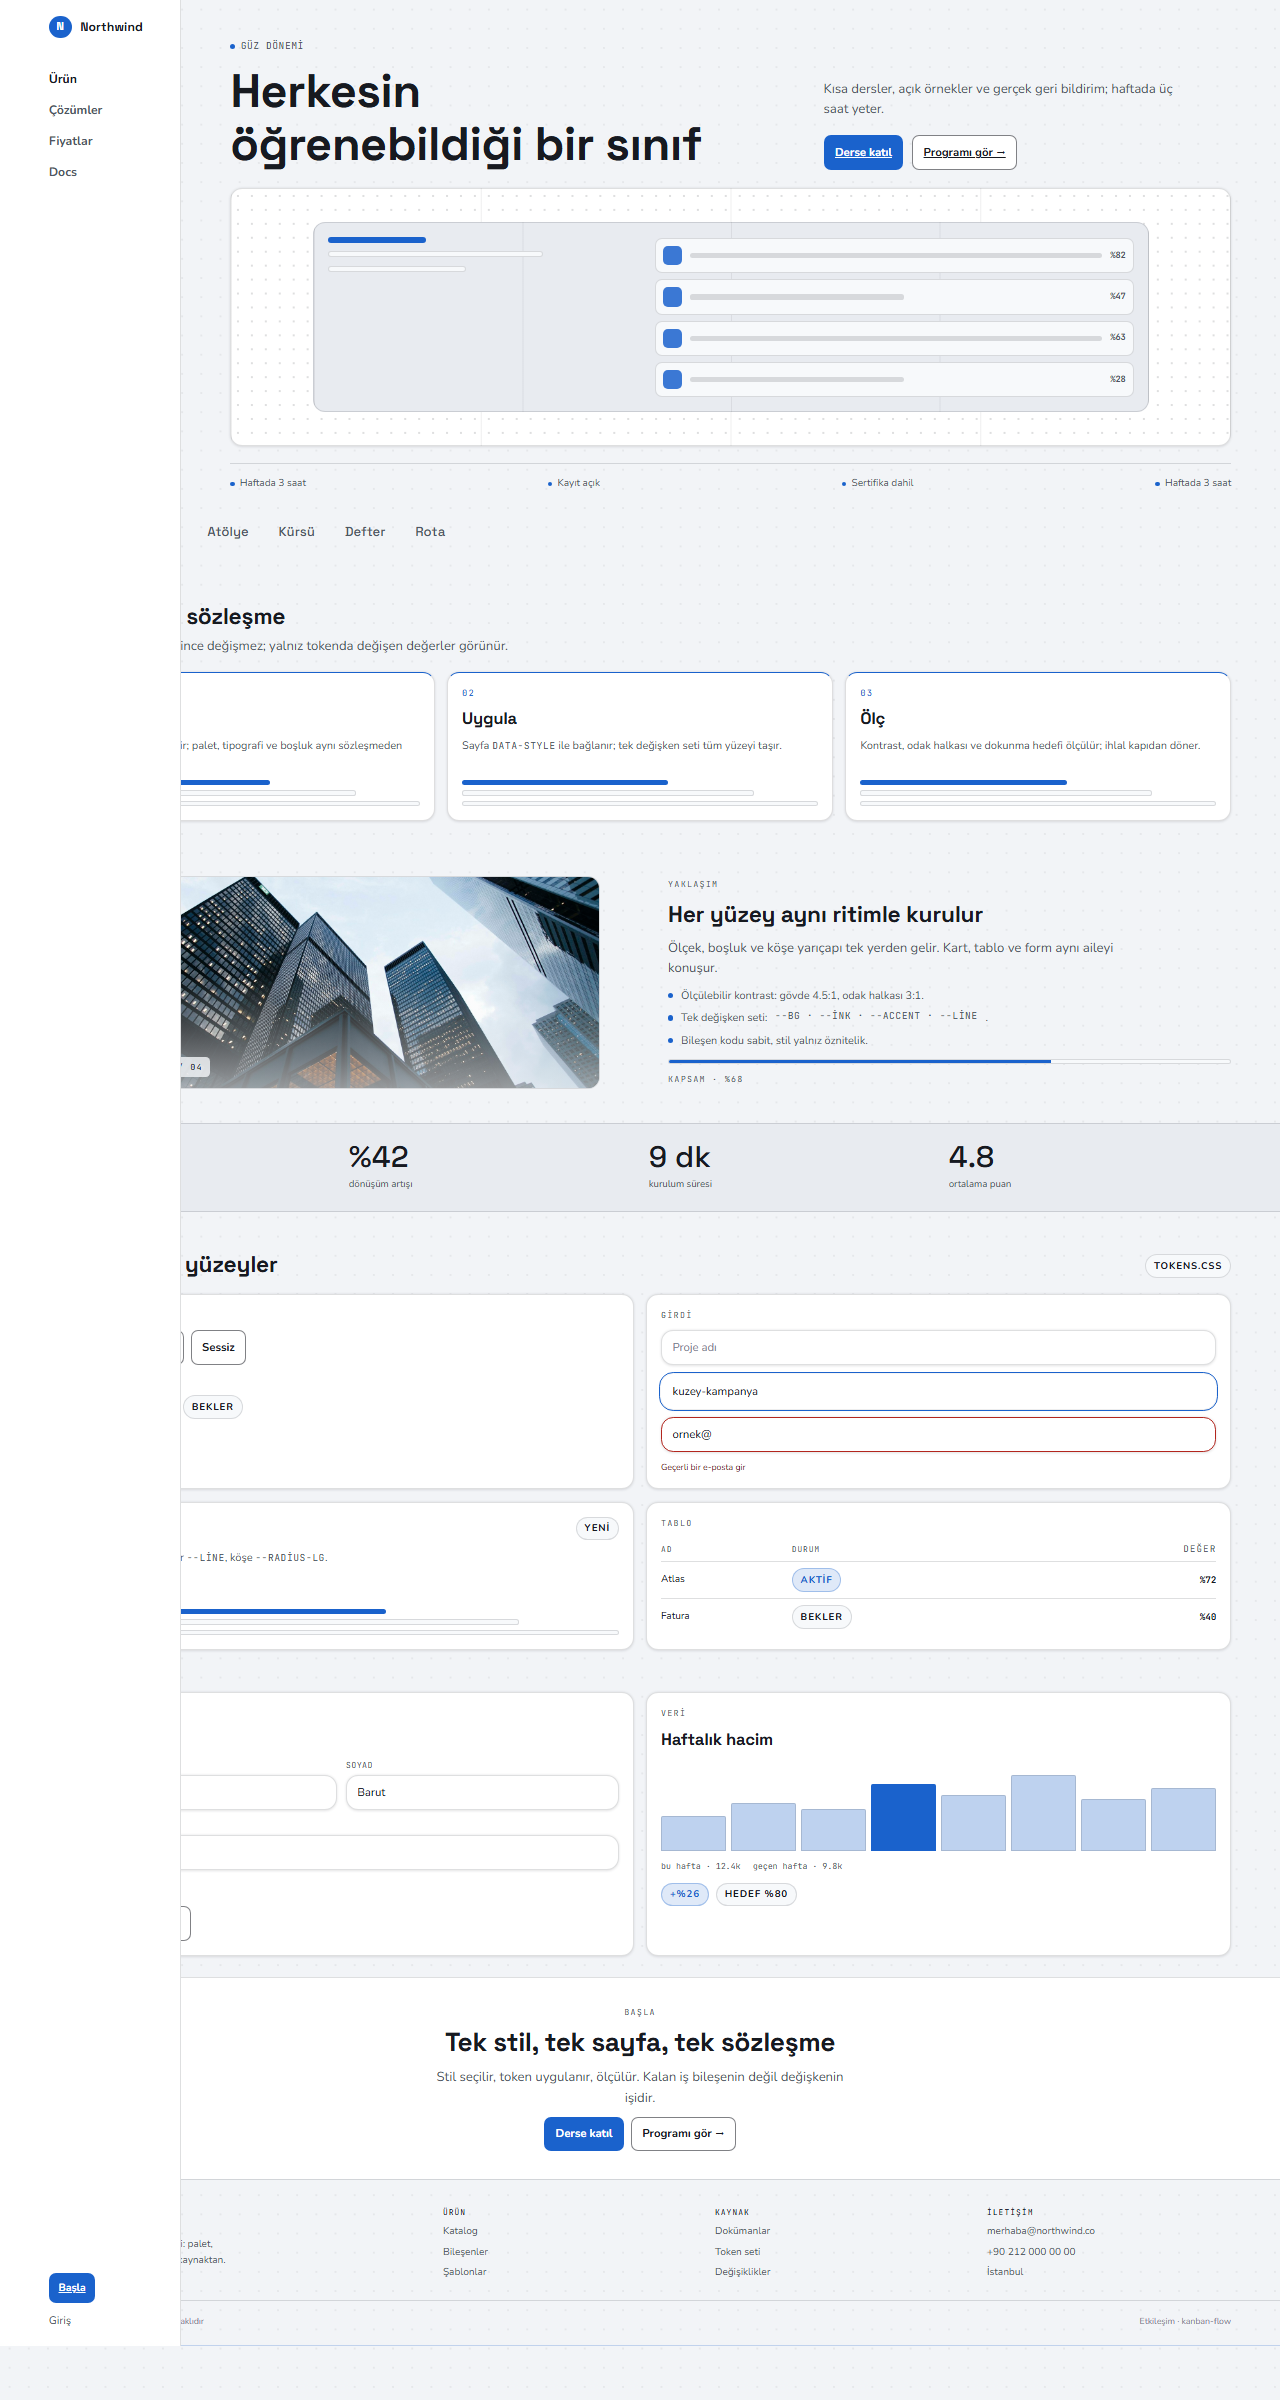 N Northwind
Ürün
Çözümler
Fiyatlar
Docs
GÜZ DÖNEMİ
Herkesin
öğrenebildiği bir sınıf
Kısa dersler, açık örnekler ve gerçek geri bildirim; haftada üç
saat yeter.
Derse katıl
Programı gör →
%82
%47
%63
%28
Haftada 3 saat
Kayıt açık
Sertifika dahil
Haftada 3 saat
Atölye
Kürsü
Defter
Rota
sözleşme
ince değişmez; yalnız tokenda değişen değerler görünür.
ir; palet, tipografi ve boşluk aynı sözleşmeden
02
Uygula
Sayfa DATA-STYLE ile bağlanır; tek değişken seti tüm yüzeyi taşır.
03
Ölç
Kontrast, odak halkası ve dokunma hedefi ölçülür; ihlal kapıdan döner.
04
YAKLAŞIM
Her yüzey aynı ritimle kurulur
Ölçek, boşluk ve köşe yarıçapı tek yerden gelir. Kart, tablo ve form aynı aileyi
konuşur.
Ölçülebilir kontrast: gövde 4.5:1, odak halkası 3:1.
Tek değişken seti: --BG · --İNK · --ACCENT · --LİNE .
Bileşen kodu sabit, stil yalnız öznitelik.
KAPSAM · %68
%42
dönüşüm artışı
9 dk
kurulum süresi
4.8
ortalama puan
yüzeyler
TOKENS.CSS
Sessiz
BEKLER
GİRDİ
Proje adı
kuzey-kampanya
ornek@
Geçerli bir e-posta gir
YENİ
r --LİNE, köşe --RADİUS-LG.
TABLO
AD DURUM DEĞER
Atlas AKTİF %72
Fatura BEKLER %40
SOYAD
Barut
VERİ
Haftalık hacim
bu hafta · 12.4k geçen hafta · 9.8k
+%26
HEDEF %80
BAŞLA
Tek stil, tek sayfa, tek sözleşme
Stil seçilir, token uygulanır, ölçülür. Kalan iş bileşenin değil değişkenin
işidir.
Derse katıl
Programı gör →
i: palet,
kaynaktan.
ÜRÜN
Katalog
Bileşenler
Şablonlar
KAYNAK
Dokümanlar
Token seti
Değişiklikler
İLETİŞİM
merhaba@northwind.co
+90 212 000 00 00
İstanbul
Başla
Giriş
aklıdır
Etkileşim · kanban-flow